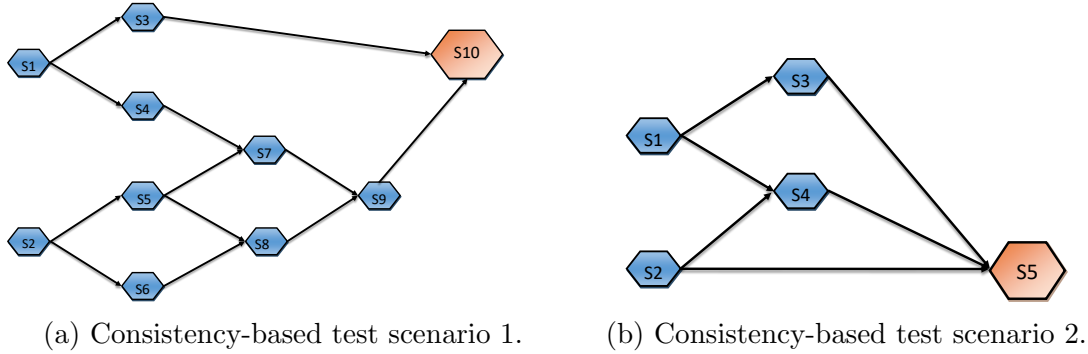 S3
S10
S1
S4
S7
S5
S9
S2
S8
S6
(a) Consistency-based test scenario 1.
S3
S1
S4
S2
S5
(b) Consistency-based test scenario 2.